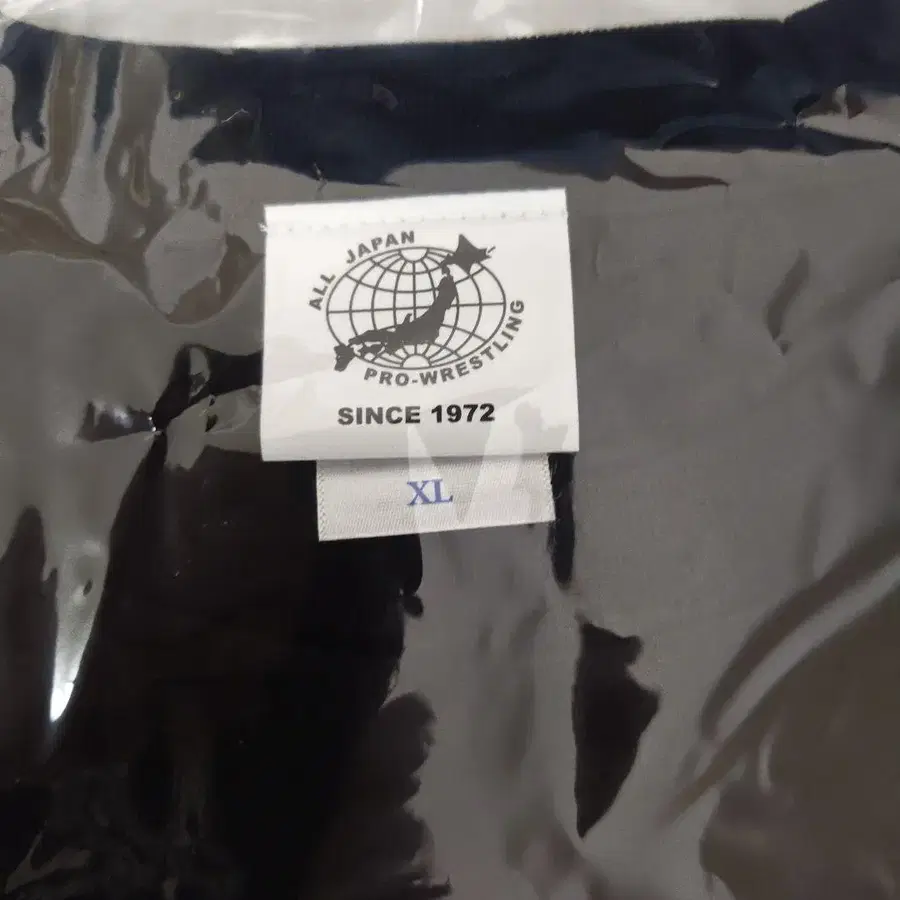 ALL JAPAN
PRO-WRESTLING
SINCE 1972
XL